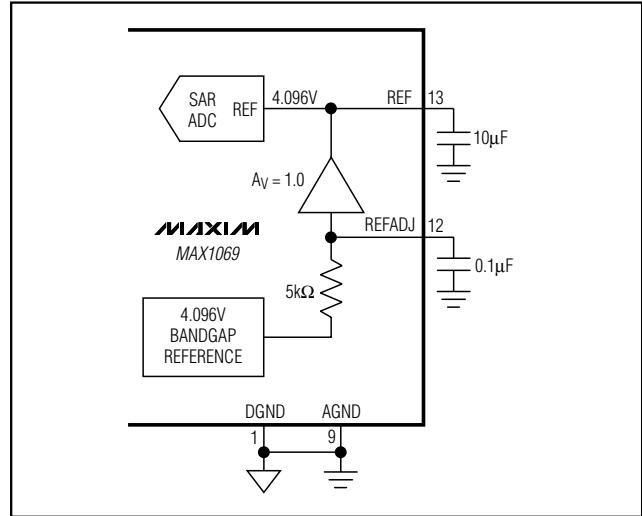 SAR
ADC
REF
4.096V
REF
13
10µF
AV = 1.0
REFADJ
12
MAXIM
MAX1069
0.1µF
5kΩ
4.096V
BANDGAP
REFERENCE
DGND
AGND
1
9